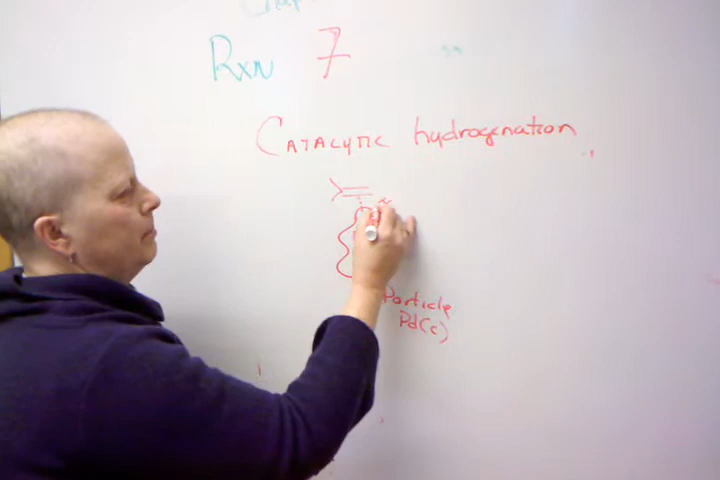 Rxn 7
Catalytic hydrogenation
Particle
Pd(c)